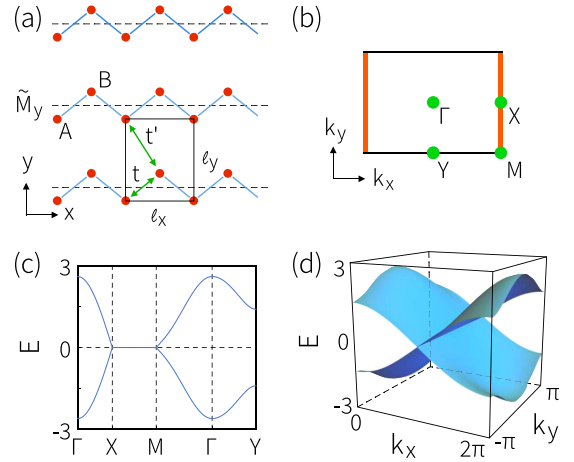 (a)
B
M̃y
A
t'
y
t
ℓy
x
ℓx
(b)
Γ
X
ky
kx
Y
M
(c)
3
E
0
-3
Γ X M Γ Y
(d)
3
E
0
-3
0
kx
2π
-π
ky
π